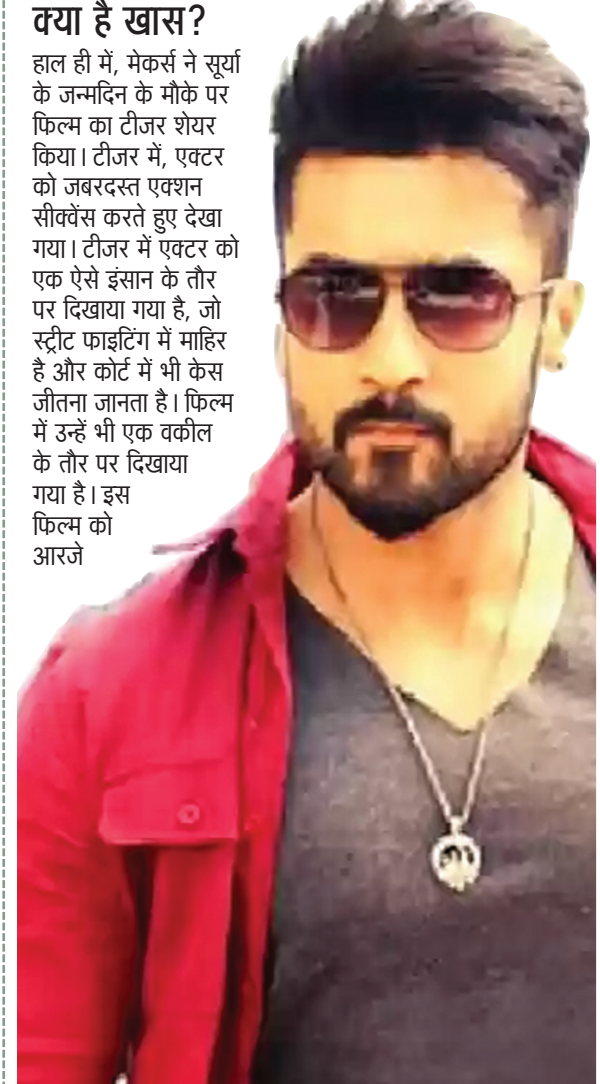 क्या है खास?
हाल ही में, मेकर्स ने सूर्या
के जन्मदिन के मौके पर
फिल्म का टीजर शेयर
किया। टीजर में, एक्टर
को जबरदस्त एक्शन
सीक्वेंस करते हुए देखा
गया। टीजर में एक्टर को
एक ऐसे इंसान के तौर
पर दिखाया गया है, जो
स्ट्रीट फाइटिंग में माहिर
है और कोर्ट में भी केस
जीतना जानता है। फिल्म
में उन्हें भी एक वकील
के तौर पर दिखाया
गया है। इस
फिल्म को
आरजे